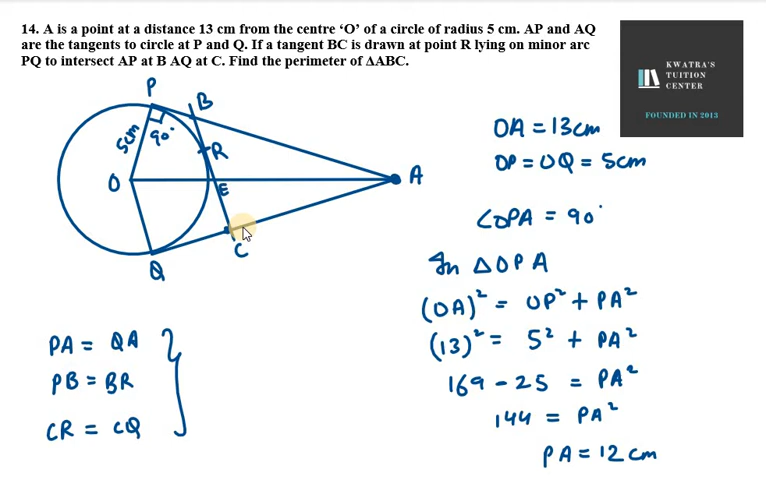 14. A is a point at a distance 13 cm from the centre ‘O’ of a circle of radius 5 cm. AP and AQ
are the tangents to circle at P and Q. If a tangent BC is drawn at point R lying on minor arc
PQ to intersect AP at B AQ at C. Find the perimeter of ΔABC.
KWATRA'S
TUITION
CENTER
FOUNDED IN 2013
P
B
5cm
90°
R
O
E
A
C
Q
OA = 13cm
OP = OQ = 5cm
∠OPA = 90°
In ΔOPA
(OA)² = OP² + PA²
(13)² = 5² + PA²
169 - 25 = PA²
144 = PA²
PA = 12cm
PA = QA
PB = BR
CR = CQ